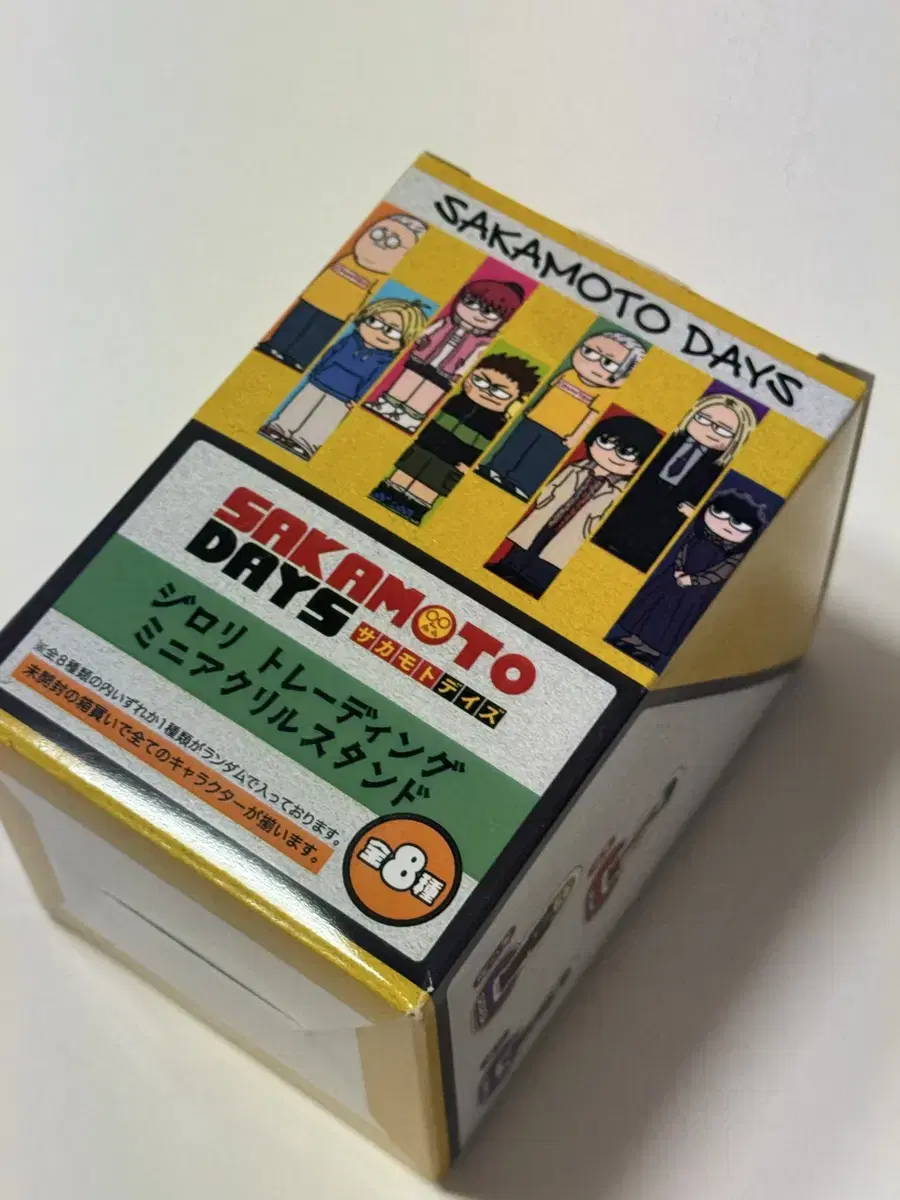 SAKAMOTO DAYS
SAKAMOTO
DAYS サカモトデイズ
ジロリ トレーディング
ミニアクリルスタンド
※全8種類の内いずれか1種類がランダムで入っております。
未開封の箱買いで全てのキャラクターが揃います。
全8種